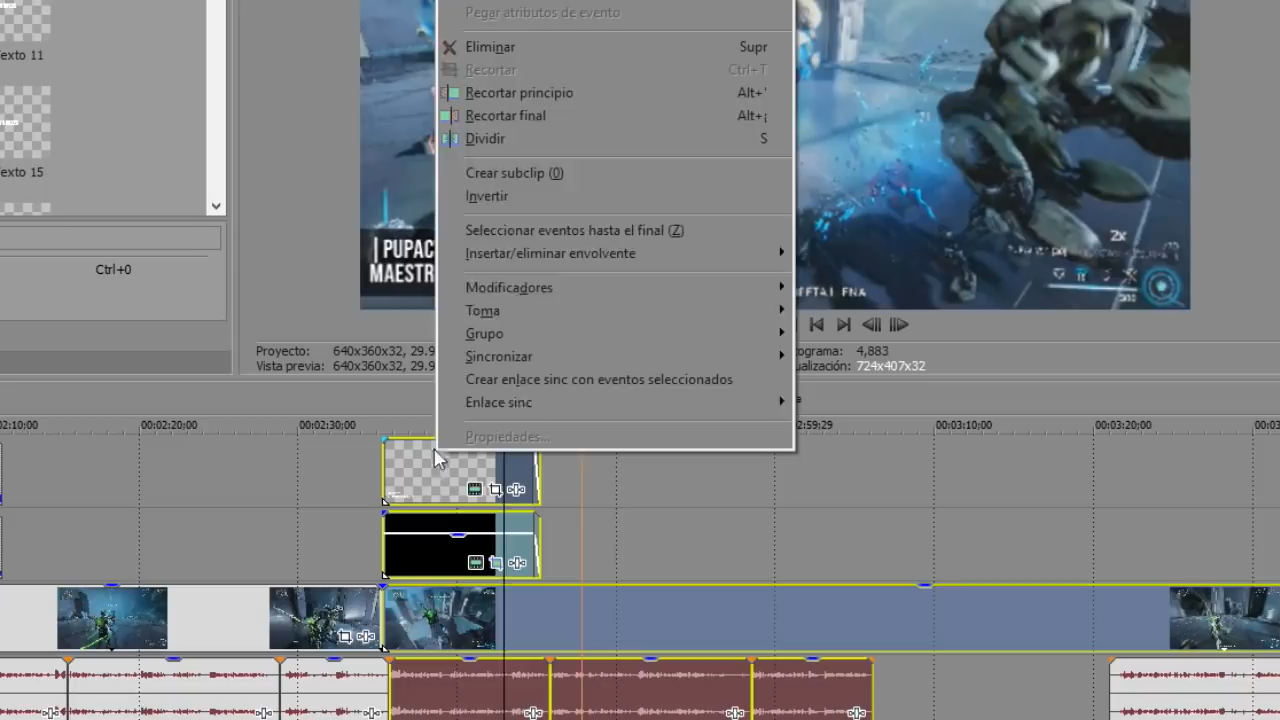 Pegar atributos de evento
exto 11
Eliminar Supr
Recortar Ctrl+T
Recortar principio Alt+'
Recortar final Alt+¡
Dividir S
exto 15
Crear subclip (0)
Invertir
Seleccionar eventos hasta el final (Z)
Insertar/eliminar envolvente
Ctrl+0
| PUPAC
MAESTR
2x
300
Modificadores
Toma
Grupo
Sincronizar
Crear enlace sinc con eventos seleccionados
Enlace sinc
Propiedades...
Proyecto: 640x360x32, 29.9
Vista previa: 640x360x32, 29.9
ograma: 4,883
ualización: 724x407x32
02:10:00 00:02:20:00 00:02:30:00 02:59:29 00:03:10:00 00:03:20:00 00:03